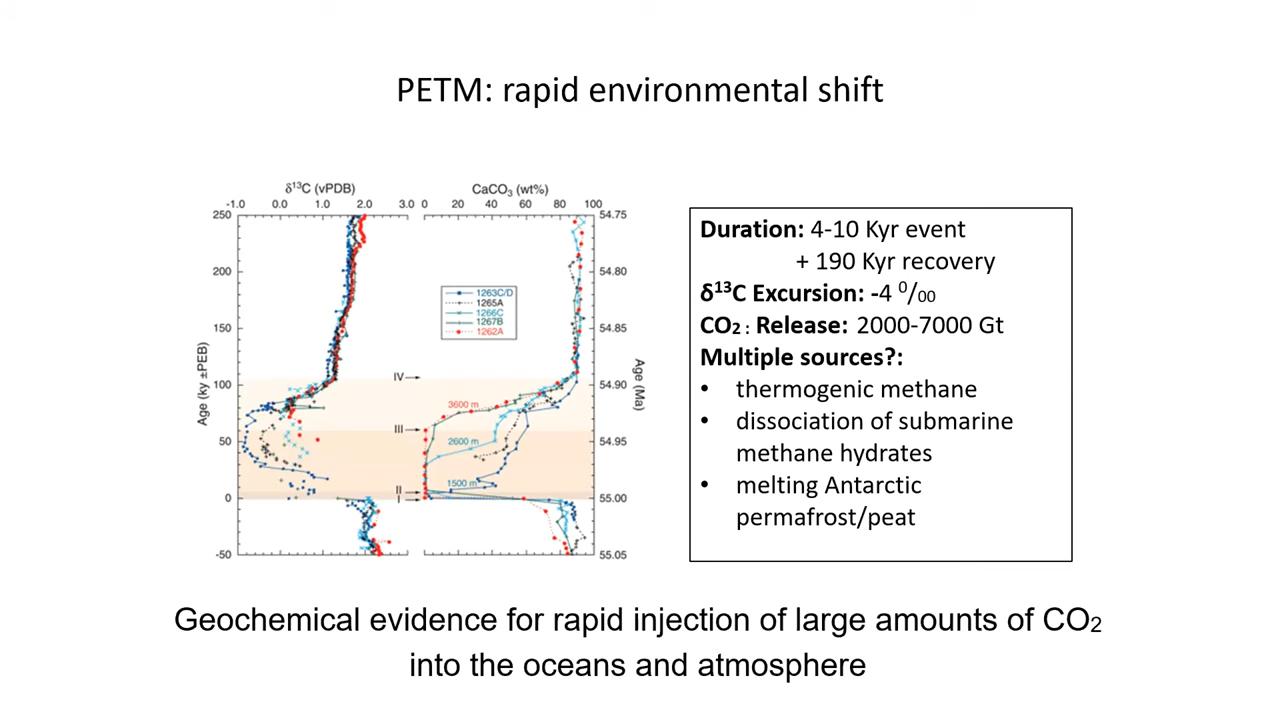 PETM: rapid environmental shift
δ¹³C (vPDB)
CaCO₃ (wt%)
-1.0 0.0 1.0 2.0 3.0 0 20 40 60 80 100
250 54.75
200 54.80
150 54.85
100 54.90
50 54.95
0 55.00
-50 55.05
Age (ky ±PEB)
Age (Ma)
1263C/D
1265A
1266C
1267B
1262A
IV
III
II
I
3600 m
2600 m
1500 m
Duration: 4-10 Kyr event
+ 190 Kyr recovery
δ¹³C Excursion: -4 ⁰/₀₀
CO₂ : Release: 2000-7000 Gt
Multiple sources?:
• thermogenic methane
• dissociation of submarine
methane hydrates
• melting Antarctic
permafrost/peat
Geochemical evidence for rapid injection of large amounts of CO₂
into the oceans and atmosphere